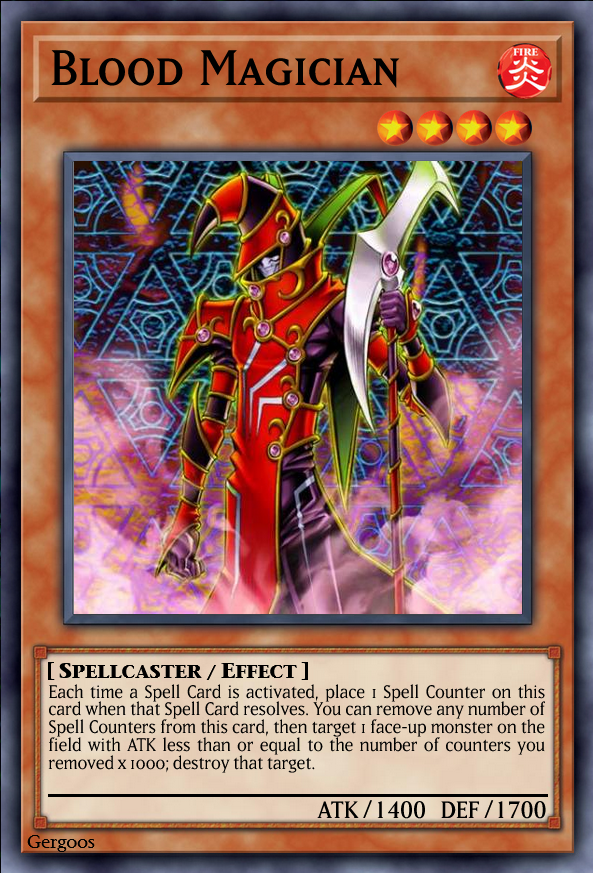 Blood Magician
FIRE
炎
[ Spellcaster / Effect ]
Each time a Spell Card is activated, place 1 Spell Counter on this
card when that Spell Card resolves. You can remove any number of
Spell Counters from this card, then target 1 face-up monster on the
field with ATK less than or equal to the number of counters you
removed x 1000; destroy that target.
ATK/1400 DEF/1700
Gergoos